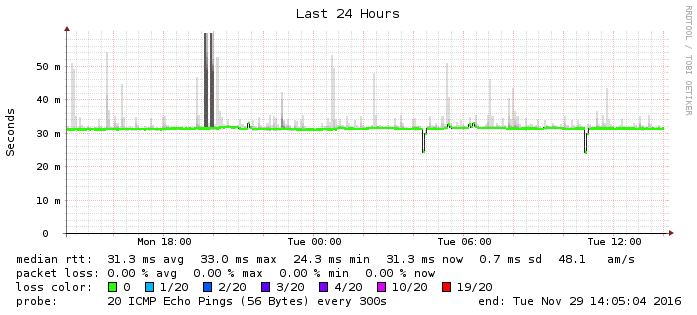 Last 24 Hours
RRDTOOL / TOBI OETIKER
Seconds
50 m
40 m
30 m
20 m
10 m
0
Mon 18:00 Tue 00:00 Tue 06:00 Tue 12:00
median rtt: 31.3 ms avg 33.0 ms max 24.3 ms min 31.3 ms now 0.7 ms sd 48.1 am/s
packet loss: 0.00 % avg 0.00 % max 0.00 % min 0.00 % now
loss color: 0 1/20 2/20 3/20 4/20 10/20 19/20
probe: 20 ICMP Echo Pings (56 Bytes) every 300s end: Tue Nov 29 14:05:04 2016